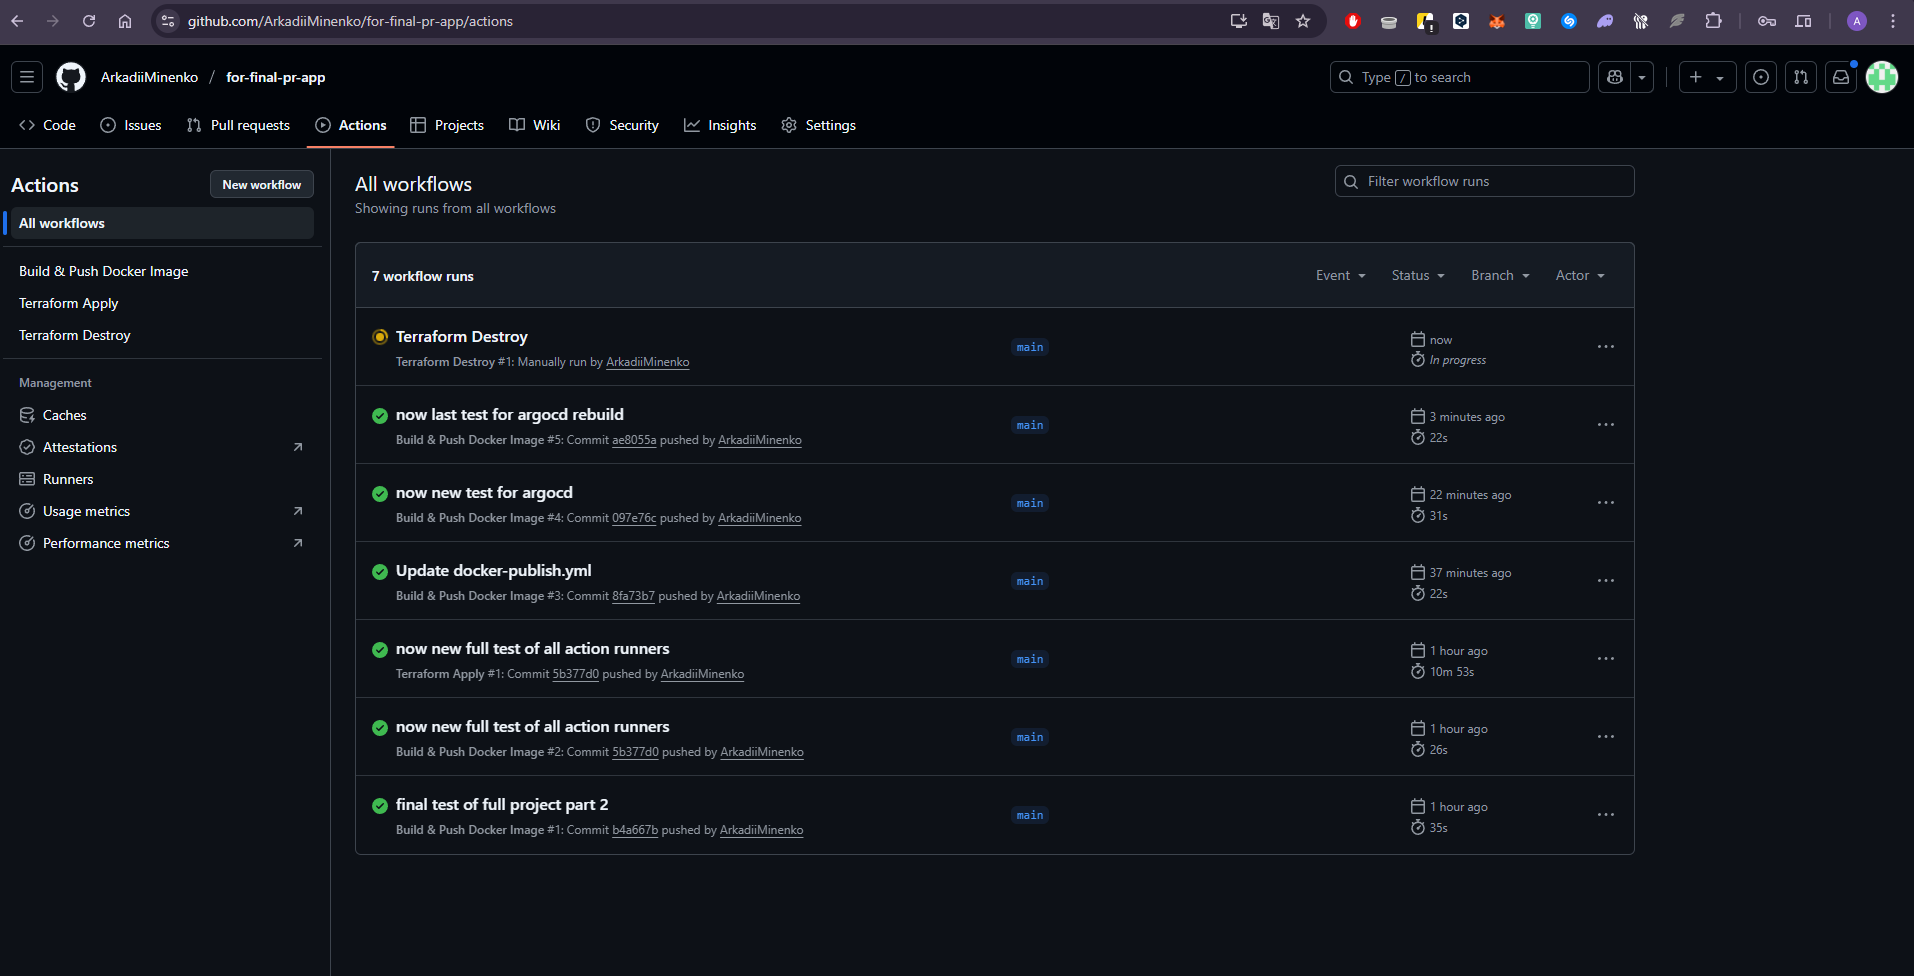 github.com/ArkadiiMinenko/for-final-pr-app/actions
A
ArkadiiMinenko / for-final-pr-app
Type / to search
Code
Issues
Pull requests
Actions
Projects
Wiki
Security
Insights
Settings
Actions
New workflow
All workflows
Build & Push Docker Image
Terraform Apply
Terraform Destroy
Management
Caches
Attestations
Runners
Usage metrics
Performance metrics
All workflows
Showing runs from all workflows
Filter workflow runs
7 workflow runs
Event
Status
Branch
Actor
Terraform Destroy
Terraform Destroy #1: Manually run by ArkadiiMinenko
main
now
In progress
now last test for argocd rebuild
Build & Push Docker Image #5: Commit ae8055a pushed by ArkadiiMinenko
main
3 minutes ago
22s
now new test for argocd
Build & Push Docker Image #4: Commit 097e76c pushed by ArkadiiMinenko
main
22 minutes ago
31s
Update docker-publish.yml
Build & Push Docker Image #3: Commit 8fa73b7 pushed by ArkadiiMinenko
main
37 minutes ago
22s
now new full test of all action runners
Terraform Apply #1: Commit 5b377d0 pushed by ArkadiiMinenko
main
1 hour ago
10m 53s
now new full test of all action runners
Build & Push Docker Image #2: Commit 5b377d0 pushed by ArkadiiMinenko
main
1 hour ago
26s
final test of full project part 2
Build & Push Docker Image #1: Commit b4a667b pushed by ArkadiiMinenko
main
1 hour ago
35s